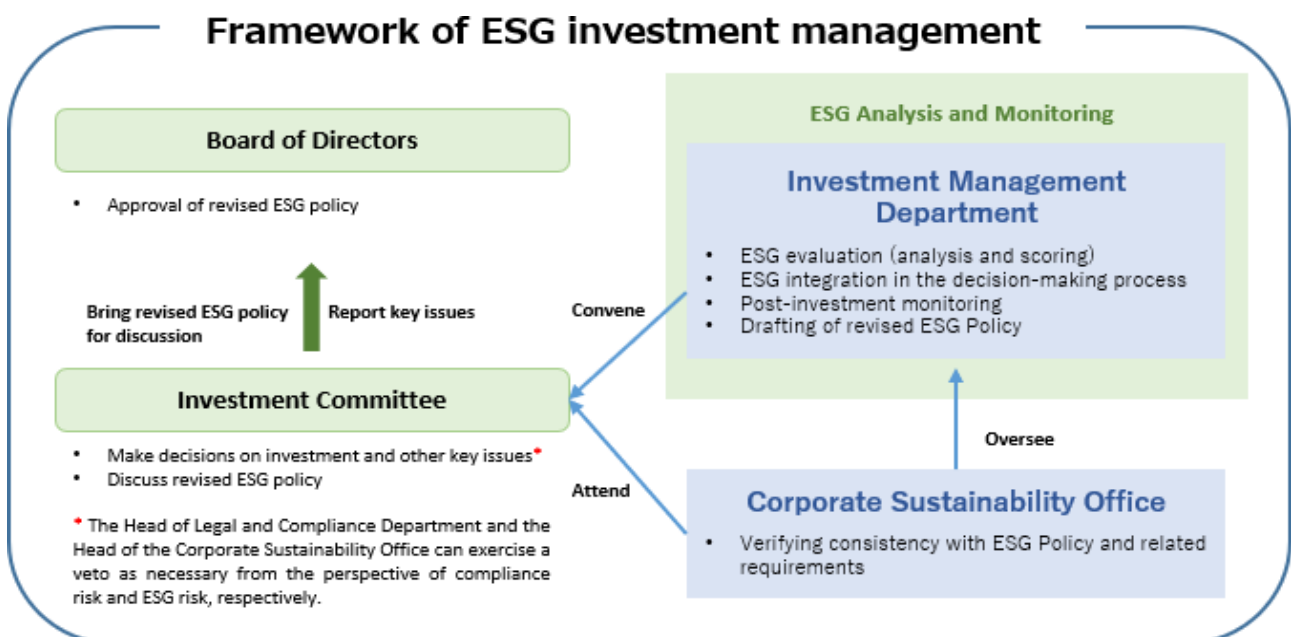 Framework of ESG investment management
Board of Directors
• Approval of revised ESG policy
Bring revised ESG policy
for discussion
Report key issues
Investment Committee
• Make decisions on investment and other key issues*
• Discuss revised ESG policy
* The Head of Legal and Compliance Department and the
Head of the Corporate Sustainability Office can exercise a
veto as necessary from the perspective of compliance
risk and ESG risk, respectively.
Convene
Attend
ESG Analysis and Monitoring
Investment Management
Department
• ESG evaluation (analysis and scoring)
• ESG integration in the decision-making process
• Post-investment monitoring
• Drafting of revised ESG Policy
Oversee
Corporate Sustainability Office
• Verifying consistency with ESG Policy and related
requirements